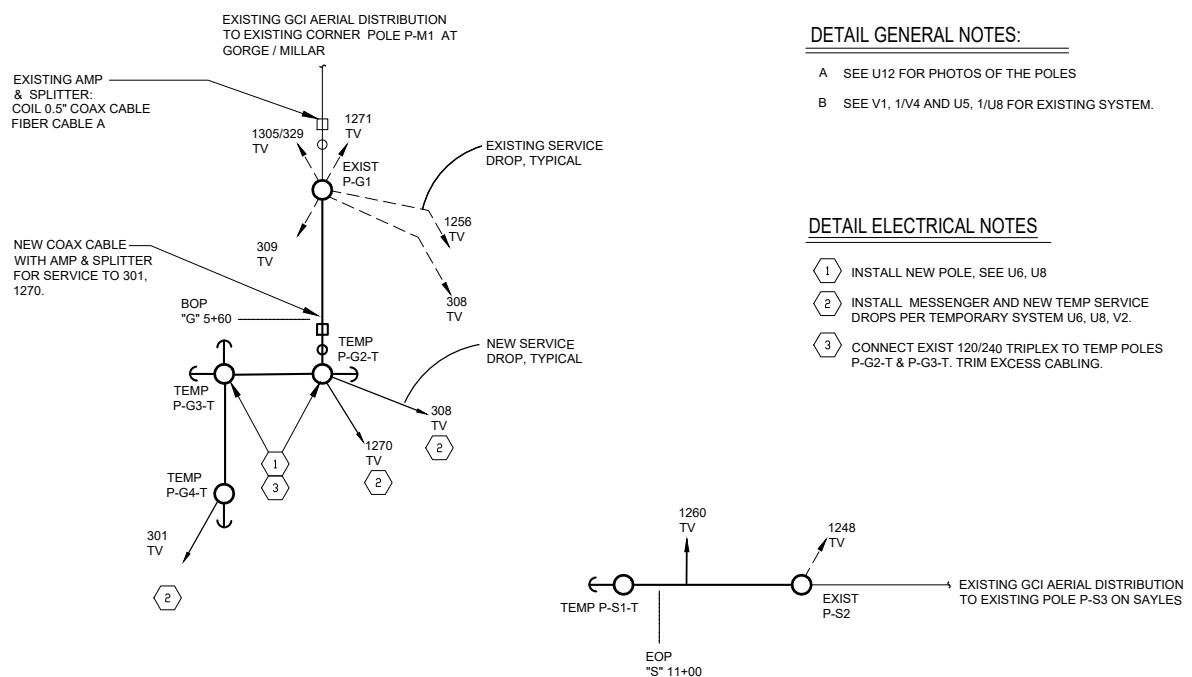 EXISTING GCI AERIAL DISTRIBUTION
TO EXISTING CORNER POLE P-M1 AT
GORGE / MILLAR
EXISTING AMP
& SPLITTER:
COIL 0.5" COAX CABLE
FIBER CABLE A
1305/329
TV
1271
TV
EXIST
P-G1
EXISTING SERVICE
DROP, TYPICAL
1256
TV
309
TV
308
TV
NEW COAX CABLE
WITH AMP & SPLITTER
FOR SERVICE TO 301,
1270.
BOP
"G" 5+60
TEMP
P-G2-T
NEW SERVICE
DROP, TYPICAL
TEMP
P-G3-T
308
TV
2
1270
TV
2
1
3
TEMP
P-G4-T
301
TV
2
DETAIL GENERAL NOTES:
A SEE U12 FOR PHOTOS OF THE POLES
B SEE V1, 1/V4 AND U5, 1/U8 FOR EXISTING SYSTEM.
DETAIL ELECTRICAL NOTES
1 INSTALL NEW POLE, SEE U6, U8
2 INSTALL MESSENGER AND NEW TEMP SERVICE
DROPS PER TEMPORARY SYSTEM U6, U8, V2.
3 CONNECT EXIST 120/240 TRIPLEX TO TEMP POLES
P-G2-T & P-G3-T. TRIM EXCESS CABLING.
1260
TV
1248
TV
TEMP P-S1-T
EXIST
P-S2
EXISTING GCI AERIAL DISTRIBUTION
TO EXISTING POLE P-S3 ON SAYLES
EOP
"S" 11+00